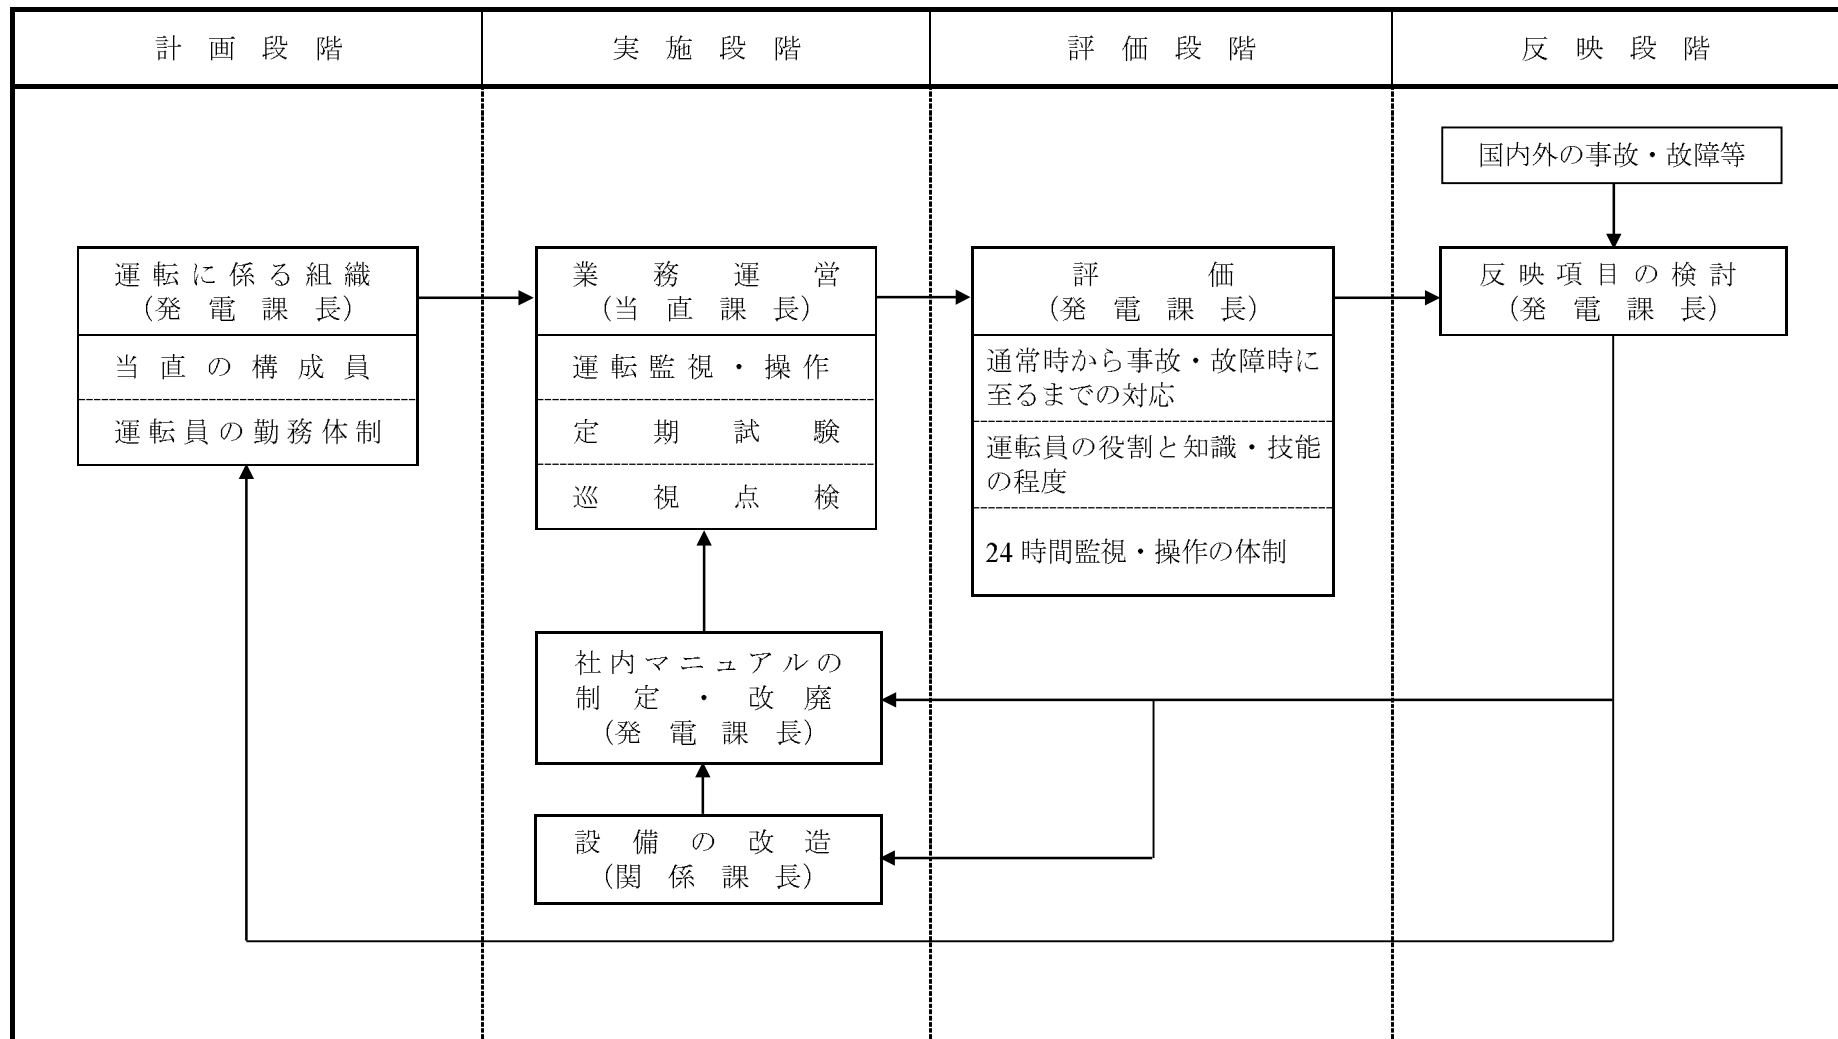 計画段階
実施段階
評価段階
反映段階
国内外の事故・故障等
運転に係る組織
(発電課長)
当直の構成員
運転員の勤務体制
業務運営
(当直課長)
運転監視・操作
定期試験
巡視点検
評価
(発電課長)
通常時から事故・故障時に
至るまでの対応
運転員の役割と知識・技能
の程度
24時間監視・操作の体制
反映項目の検討
(発電課長)
社内マニュアルの
制定・改廃
(発電課長)
設備の改造
(関係課長)